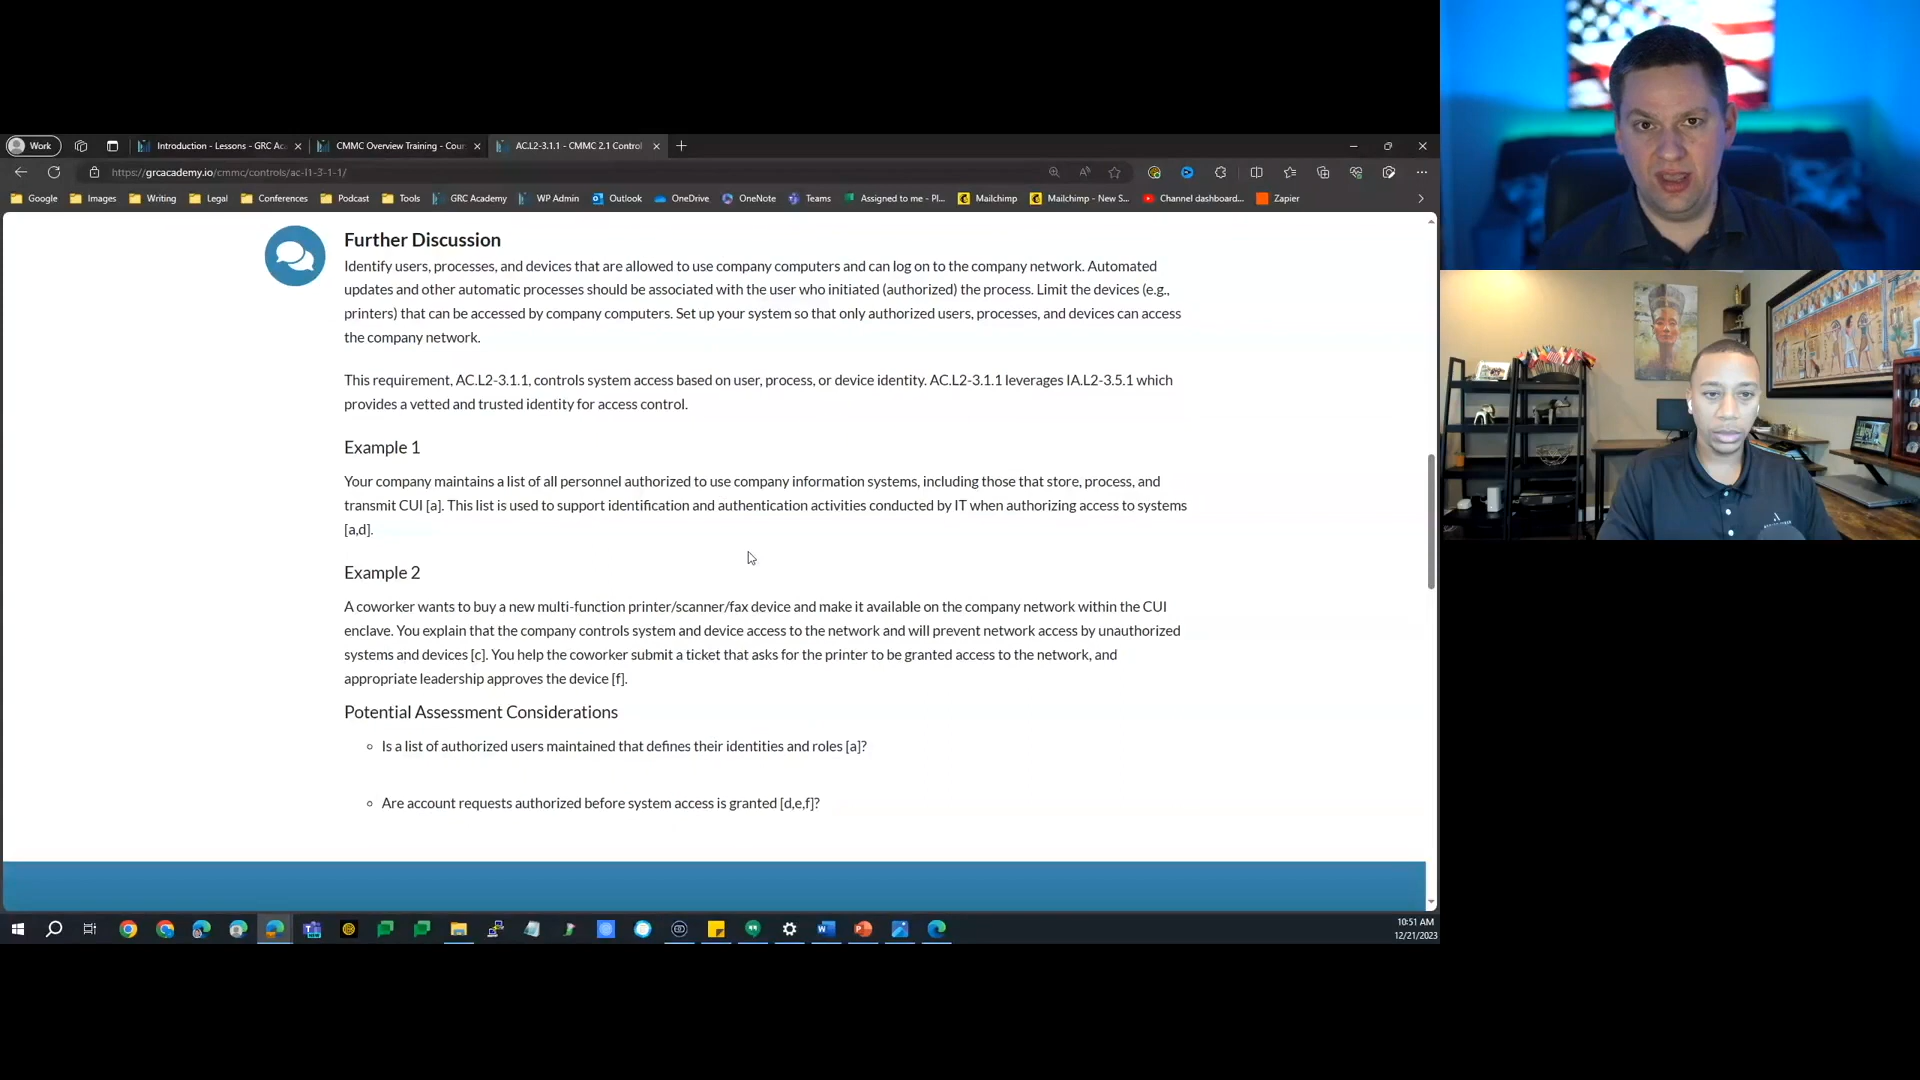 Work
Introduction - Lessons - GRC Ac
CMMC Overview Training - Cour
AC.L2-3.1.1 - CMMC 2.1 Control
https://grcacademy.io/cmmc/controls/ac-l1-3-1-1/
Google
Images
Writing
Legal
Conferences
Podcast
Tools
GRC Academy
WP Admin
Outlook
OneDrive
OneNote
Teams
Assigned to me - Pl...
Mailchimp
Mailchimp - New S...
Channel dashboard...
Zapier
Further Discussion
Identify users, processes, and devices that are allowed to use company computers and can log on to the company network. Automated
updates and other automatic processes should be associated with the user who initiated (authorized) the process. Limit the devices (e.g.,
printers) that can be accessed by company computers. Set up your system so that only authorized users, processes, and devices can access
the company network.
This requirement, AC.L2-3.1.1, controls system access based on user, process, or device identity. AC.L2-3.1.1 leverages IA.L2-3.5.1 which
provides a vetted and trusted identity for access control.
Example 1
Your company maintains a list of all personnel authorized to use company information systems, including those that store, process, and
transmit CUI [a]. This list is used to support identification and authentication activities conducted by IT when authorizing access to systems
[a,d].
Example 2
A coworker wants to buy a new multi-function printer/scanner/fax device and make it available on the company network within the CUI
enclave. You explain that the company controls system and device access to the network and will prevent network access by unauthorized
systems and devices [c]. You help the coworker submit a ticket that asks for the printer to be granted access to the network, and
appropriate leadership approves the device [f].
Potential Assessment Considerations
Is a list of authorized users maintained that defines their identities and roles [a]?
Are account requests authorized before system access is granted [d,e,f]?
10:51 AM
12/21/2023